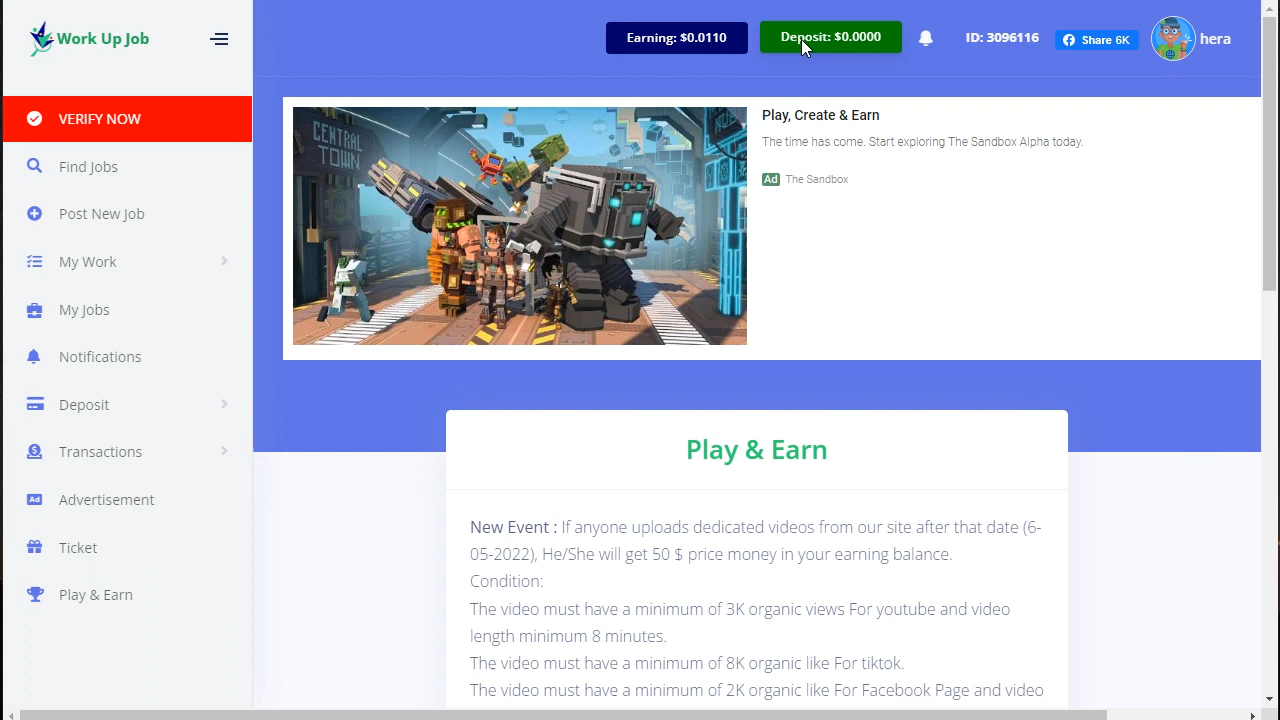 Work Up Job
Earning: $0.0110
Deposit: $0.0000
ID: 3096116
Share 6K
hera
VERIFY NOW
Find Jobs
Post New Job
My Work
My Jobs
Notifications
Deposit
Transactions
Ad Advertisement
Ticket
Play & Earn
CENTRAL
TOWN
Play, Create & Earn
The time has come. Start exploring The Sandbox Alpha today.
Ad The Sandbox
Play & Earn
New Event : If anyone uploads dedicated videos from our site after that date (6-
05-2022), He/She will get 50 $ price money in your earning balance.
Condition:
The video must have a minimum of 3K organic views For youtube and video
length minimum 8 minutes.
The video must have a minimum of 8K organic like For tiktok.
The video must have a minimum of 2K organic like For Facebook Page and video